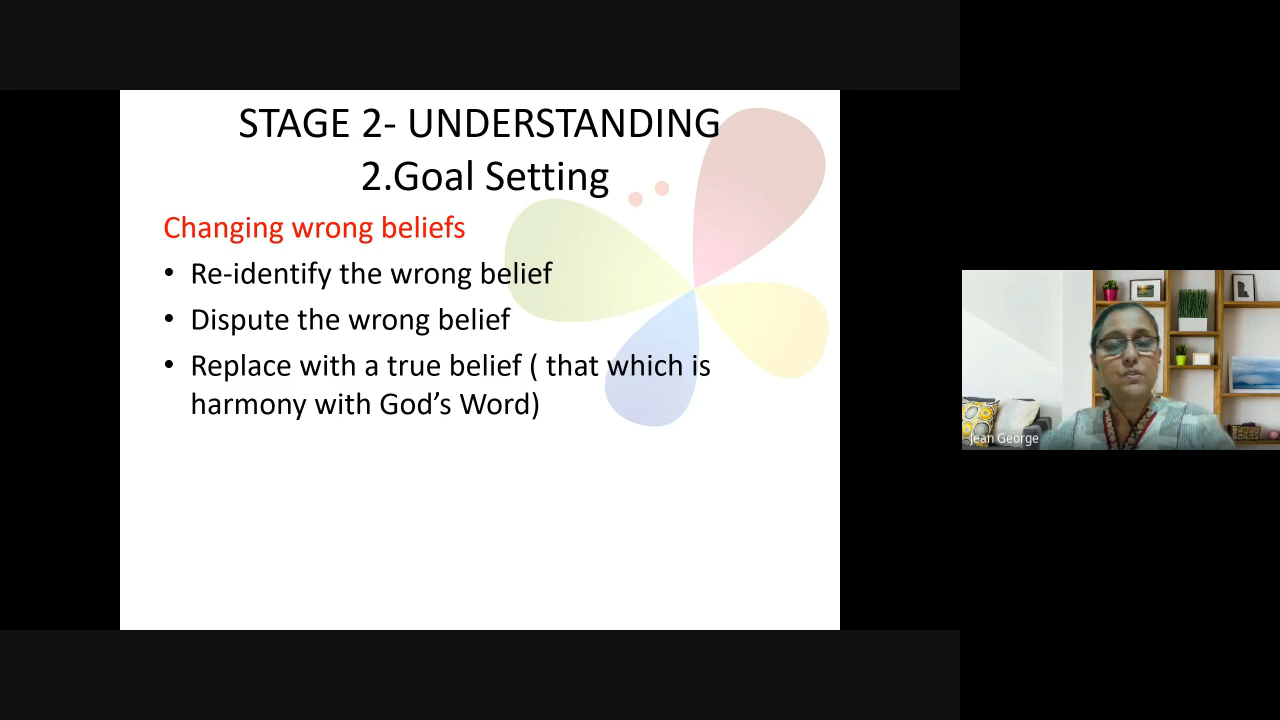 STAGE 2- UNDERSTANDING
2.Goal Setting
Changing wrong beliefs
• Re-identify the wrong belief
• Dispute the wrong belief
• Replace with a true belief ( that which is
harmony with God’s Word)
Jean George